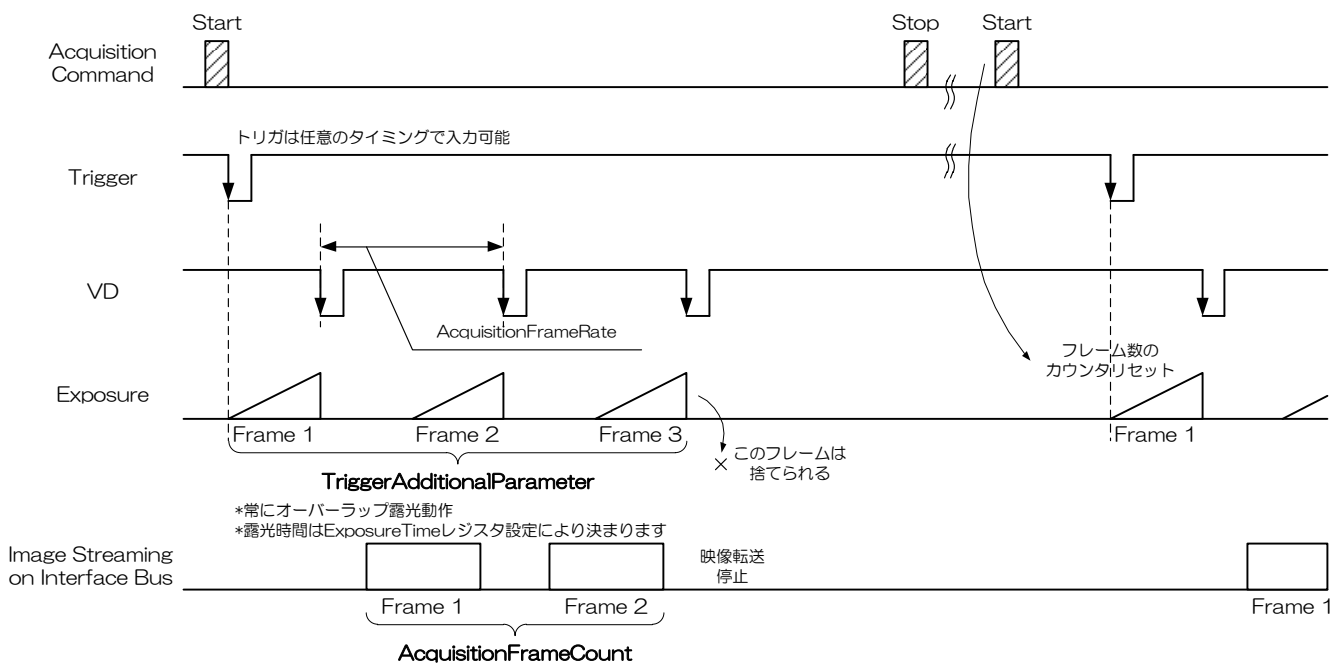 Start
Stop
Start
Acquisition
Command
トリガは任意のタイミングで入力可能
Trigger
VD
AcquisitionFrameRate
フレーム数の
カウンタリセット
Exposure
Frame 1
Frame 2
Frame 3
Frame 1
× このフレームは
捨てられる
TriggerAdditionalParameter
*常にオーバーラップ露光動作
*露光時間はExposureTimeレジスタ設定により決まります
Image Streaming
on Interface Bus
映像転送
停止
Frame 1
Frame 2
Frame 1
AcquisitionFrameCount